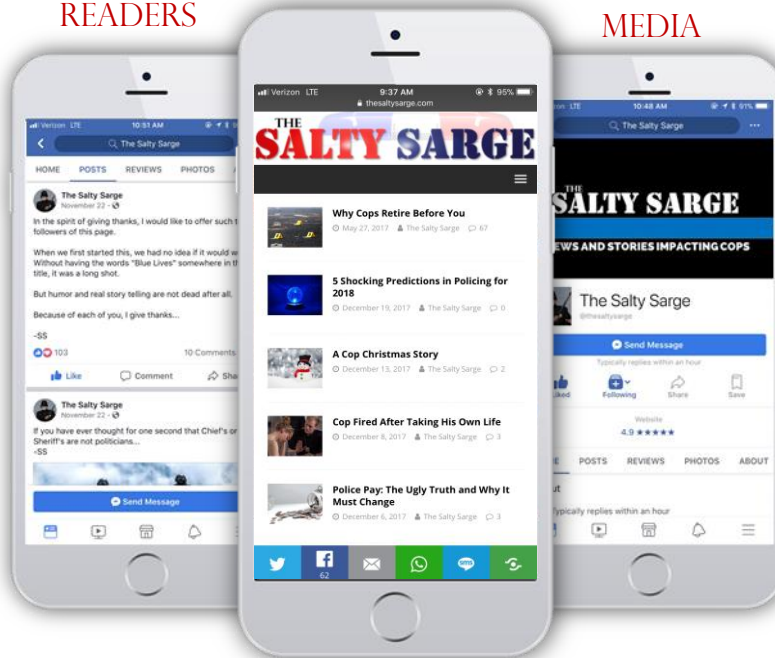 READERS
MEDIA
Verizon LTE
10:51 AM
The Salty Sarge
HOME POSTS REVIEWS PHOTOS
The Salty Sarge
November 22
In the spirit of giving thanks, I would like to offer such
followers of this page.
When we first started this, we had no idea if it would
Without having the words "Blue Lives" somewhere in
title, it was a long shot.
But humor and real story telling are not dead after all.
Because of each of you, I give thanks...
-SS
103
10 Comments
Like Comment
The Salty Sarge
November 22
If you have ever thought for one second that Chief's or
Sheriff's are not politicians...
-SS
Send Message
Verizon LTE 9:37 AM 95%
thesaltysarge.com
THE
SALTY SARGE
Why Cops Retire Before You
May 27, 2017 The Salty Sarge 67
5 Shocking Predictions in Policing for
2018
December 19, 2017 The Salty Sarge 0
A Cop Christmas Story
December 13, 2017 The Salty Sarge 2
Cop Fired After Taking His Own Life
December 8, 2017 The Salty Sarge 3
Police Pay: The Ugly Truth and Why It
Must Change
December 6, 2017 The Salty Sarge 3
62
sms
LTE 10:48 AM 91%
The Salty Sarge
THE
SALTY SARGE
NEWS AND STORIES IMPACTING COPS
The Salty Sarge
@thesaltysarge
Send Message
Typically replies within an hour
Liked Following Share Save
Website
4.9 ★★★★★
POSTS REVIEWS PHOTOS ABOUT
Typically replies within an hour